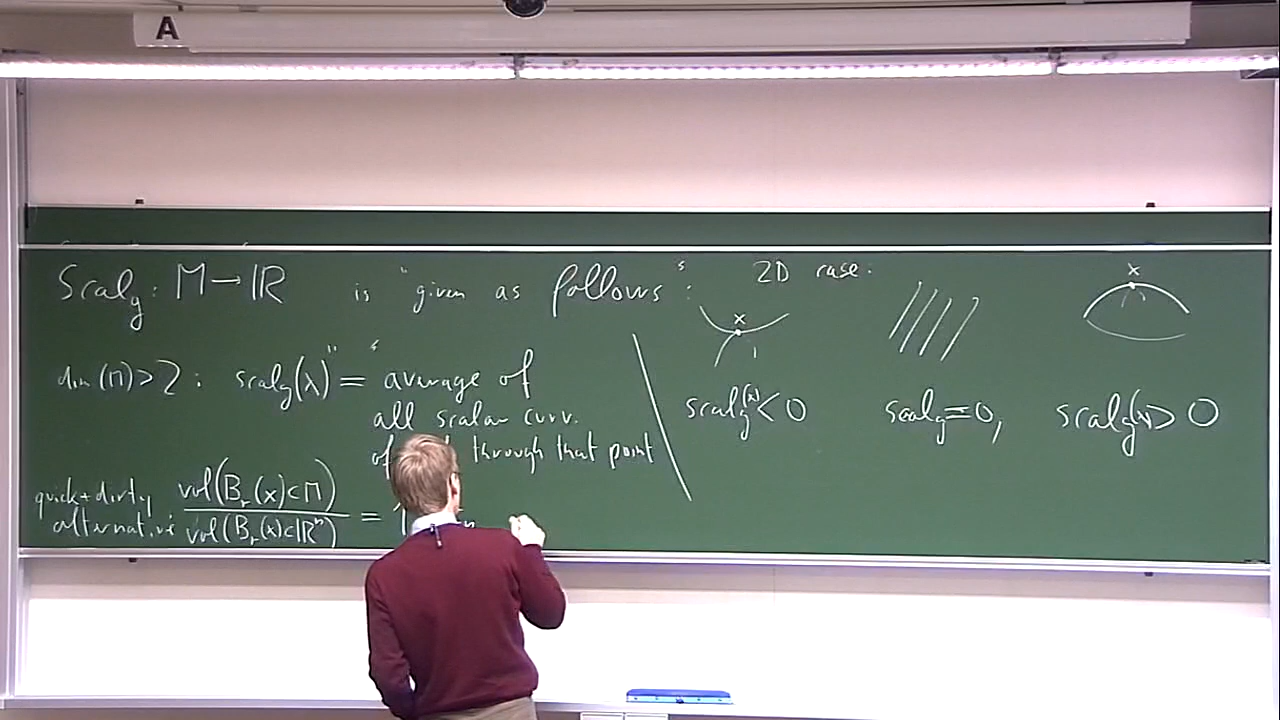 A
Scal_g : M → ℝ is "given as follows":
dim(M) > 2 : "scal_g(x)" = "average of
all scalar curv.
through that point
quick + dirty alternative vol(B_r(x) ⊂ M) / vol(B_r(x) ⊂ ℝ^n) = 1
2D case:
x
x
scal_g(x) < 0
scal_g = 0,
scal_g(x) > 0